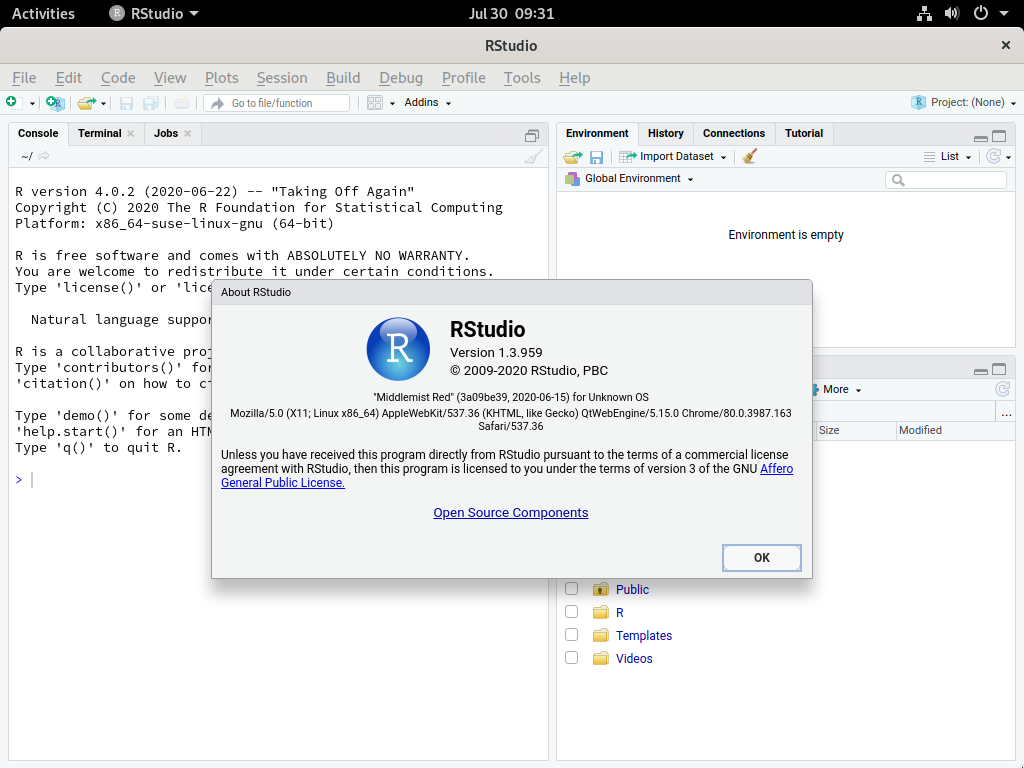 Activities RStudio Jul 30 09:31
RStudio
File Edit Code View Plots Session Build Debug Profile Tools Help
Go to file/function Addins Project: (None)
Console Terminal Jobs
~/
R version 4.0.2 (2020-06-22) -- "Taking Off Again"
Copyright (C) 2020 The R Foundation for Statistical Computing
Platform: x86_64-suse-linux-gnu (64-bit)
R is free software and comes with ABSOLUTELY NO WARRANTY.
You are welcome to redistribute it under certain conditions.
Type 'license()' or 'lice
Natural language suppor
R is a collaborative proj
Type 'contributors()' for
'citation()' on how to ci
Type 'demo()' for some de
'help.start()' for an HTM
Type 'q()' to quit R.
>
Environment History Connections Tutorial
Import Dataset List
Global Environment
Environment is empty
More
...
Size Modified
Public
R
Templates
Videos
About RStudio
R
RStudio
Version 1.3.959
© 2009-2020 RStudio, PBC
"Middlemist Red" (3a09be39, 2020-06-15) for Unknown OS
Mozilla/5.0 (X11; Linux x86_64) AppleWebKit/537.36 (KHTML, like Gecko) QtWebEngine/5.15.0 Chrome/80.0.3987.163
Safari/537.36
Unless you have received this program directly from RStudio pursuant to the terms of a commercial license
agreement with RStudio, then this program is licensed to you under the terms of version 3 of the GNU Affero
General Public License.
Open Source Components
OK